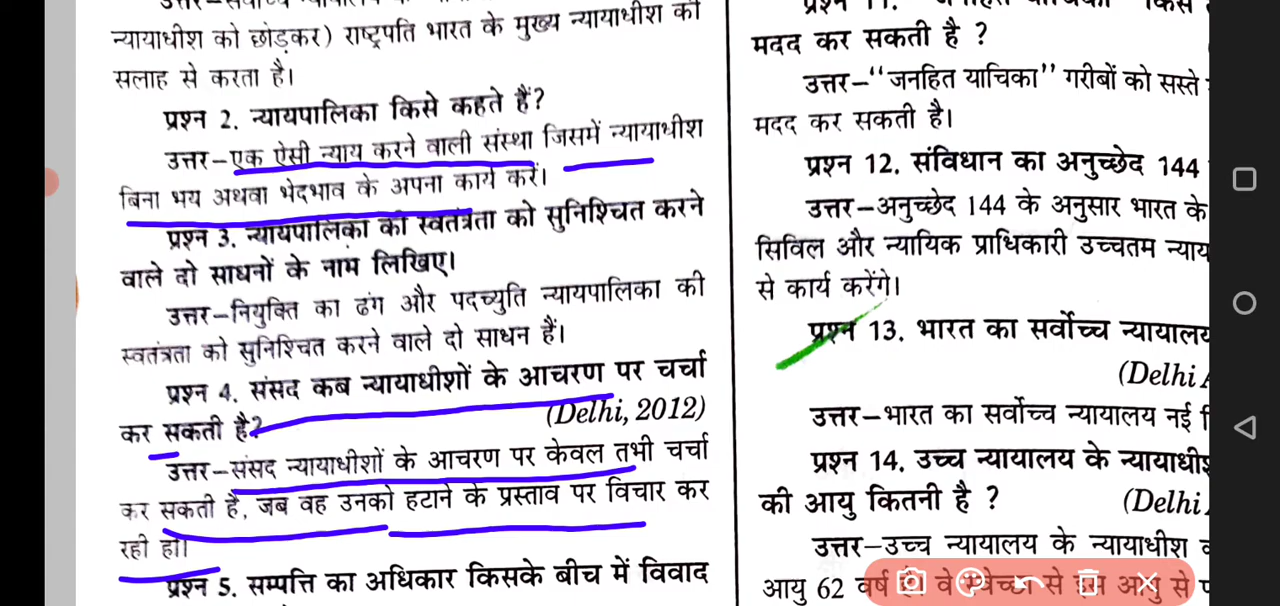 न्यायाधीश को छोड़कर) राष्ट्रपति भारत के मुख्य न्यायाधीश की
सलाह से करता है।
प्रश्न 2. न्यायपालिका किसे कहते हैं?
उत्तर–एक ऐसी न्याय करने वाली संस्था जिसमें न्यायाधीश
बिना भय अथवा भेदभाव के अपना कार्य करें।
प्रश्न 3. न्यायपालिका की स्वतंत्रता को सुनिश्चित करने
वाले दो साधनों के नाम लिखिए।
उत्तर–नियुक्ति का ढंग और पदच्युति न्यायपालिका की
स्वतंत्रता को सुनिश्चित करने वाले दो साधन हैं।
प्रश्न 4. संसद कब न्यायाधीशों के आचरण पर चर्चा
कर सकती है? (Delhi, 2012)
उत्तर–संसद न्यायाधीशों के आचरण पर केवल तभी चर्चा
कर सकती है, जब वह उनको हटाने के प्रस्ताव पर विचार कर
रही हो।
प्रश्न 5. सम्पत्ति का अधिकार किसके बीच में विवाद
मदद कर सकती है ?
उत्तर–“जनहित याचिका” गरीबों को सस्ते
मदद कर सकती है।
प्रश्न 12. संविधान का अनुच्छेद 144
उत्तर–अनुच्छेद 144 के अनुसार भारत के
सिविल और न्यायिक प्राधिकारी उच्चतम
से कार्य करेंगे।
प्रश्न 13. भारत का सर्वोच्च न्यायालय
(Delhi
उत्तर–भारत का सर्वोच्च न्यायालय नई
प्रश्न 14. उच्च न्यायालय के
की आयु कितनी है ? (Delhi
उत्तर–उच्च न्यायालय के न्यायाधीश
आयु 62 वर्ष है। वे स्वेच्छा से इस आयु से